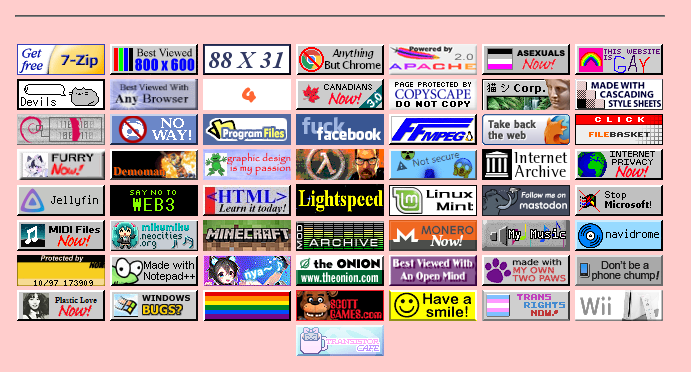 Get free 7-Zip
Best Viewed
800 x 600
88 X 31
Anything
But Chrome
Powered by
APACHE 2.0
ASEXUALS
Now!
THIS WEBSITE
IS GAY
Devils
Best Viewed With
Any Browser
CANADIANS
Now! 3.0
PAGE PROTECTED BY
COPYSCAPE
DO NOT COPY
猫シ Corp.
MADE WITH
CASCADING
STYLE SHEETS
NO
WAY!
Program Files
fuck
facebook
FFMPEG
Take back
the web
CLICK
FILEBASKET
FURRY
Now!
Demoman
graphic design
is my passion
Not secure
Internet
Archive
INTERNET
PRIVACY
Now!
Jellyfin
SAY NO TO
WEB3
<HTML>
Learn it today!
Lightspeed
Linux
Mint
Follow me on
mastodon
Stop
Microsoft!
MIDI Files
Now!
mikumiku
neocities
.org
MINECRAFT
DOOM
ARCHIVE
MONERO
Now!
My Music
navidrome
Protected by
10/97 173909
Made with
Notepad++
nya~
the ONION
www.theonion.com
Best Viewed With
An Open Mind
made with
MY OWN
TWO PAWS
Don't be a
phone chump!
Plastic Love
Now!
WINDOWS
BUGS?
SCOTT
GAMES.com
Have a
smile!
TRANS
RIGHTS
NOW!
Wii
TRANSISTOR
CAFE